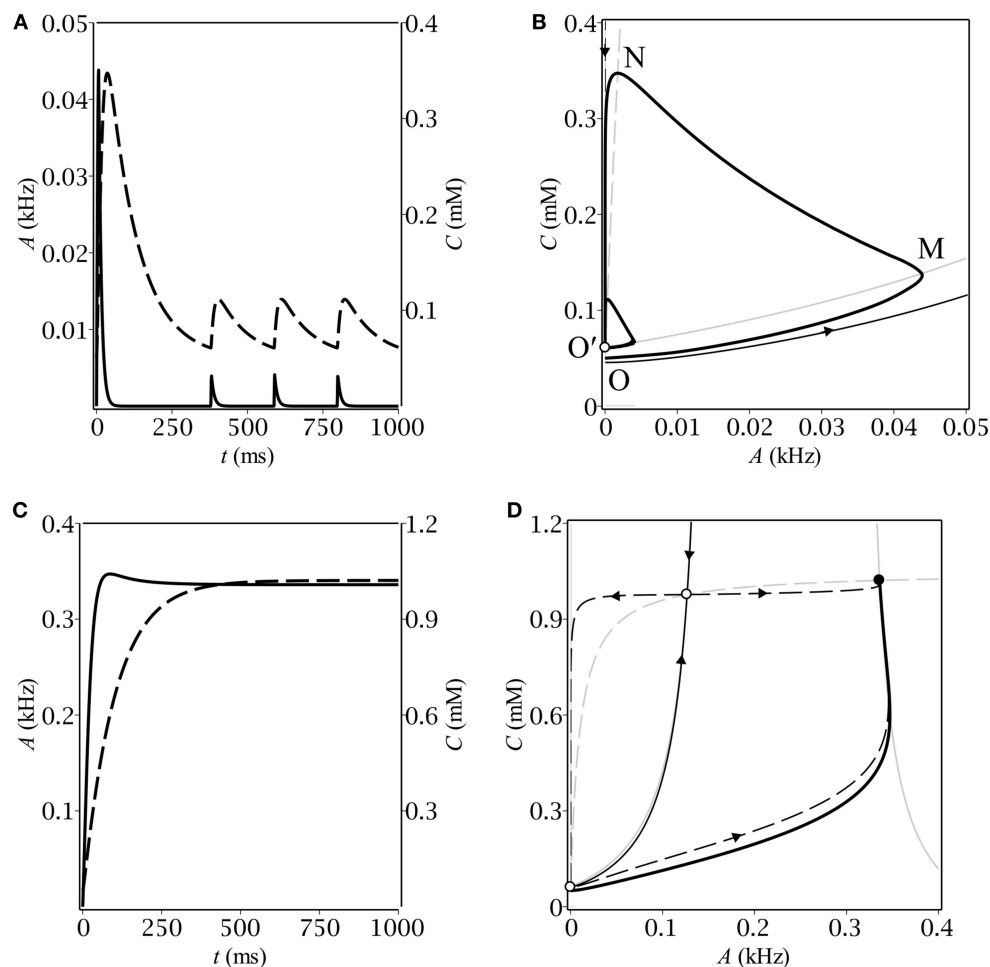 A
0.05
0.04
0.03
0.02
0.01
A (kHz)
0.4
0.3
0.2
0.1
C (mM)
0 250 500 750 1000
t (ms)
B
0.4
0.3
0.2
0.1
0
C (mM)
N
M
O′
O
0 0.01 0.02 0.03 0.04 0.05
A (kHz)
C
0.4
0.3
0.2
0.1
A (kHz)
1.2
0.9
0.6
0.3
C (mM)
0 250 500 750 1000
t (ms)
D
1.2
0.9
0.6
0.3
0
C (mM)
0 0.1 0.2 0.3 0.4
A (kHz)